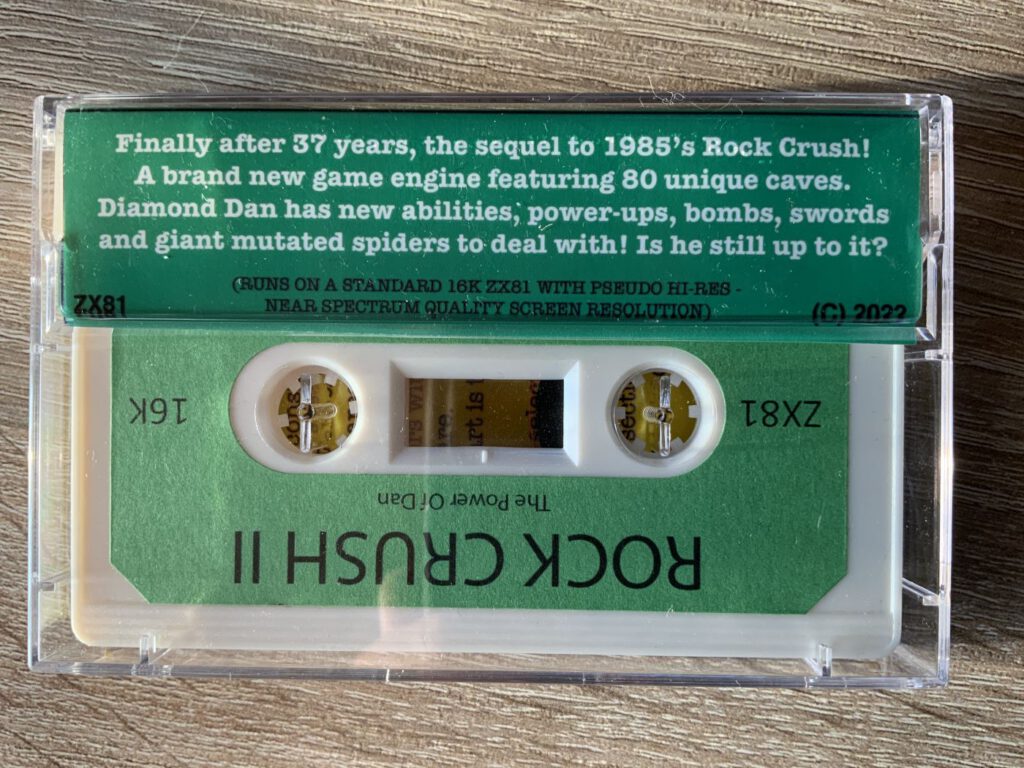 Finally after 37 years, the sequel to 1985's Rock Crush!
A brand new game engine featuring 80 unique caves.
Diamond Dan has new abilities, power-ups, bombs, swords
and giant mutated spiders to deal with! Is he still up to it?
(RUNS ON A STANDARD 16K ZX81 WITH PSEUDO HI-RES -
NEAR SPECTRUM QUALITY SCREEN RESOLUTION)
ZX81 (C) 2022
ROCK CRUSH II
The Power Of Dan
ZX81 16K